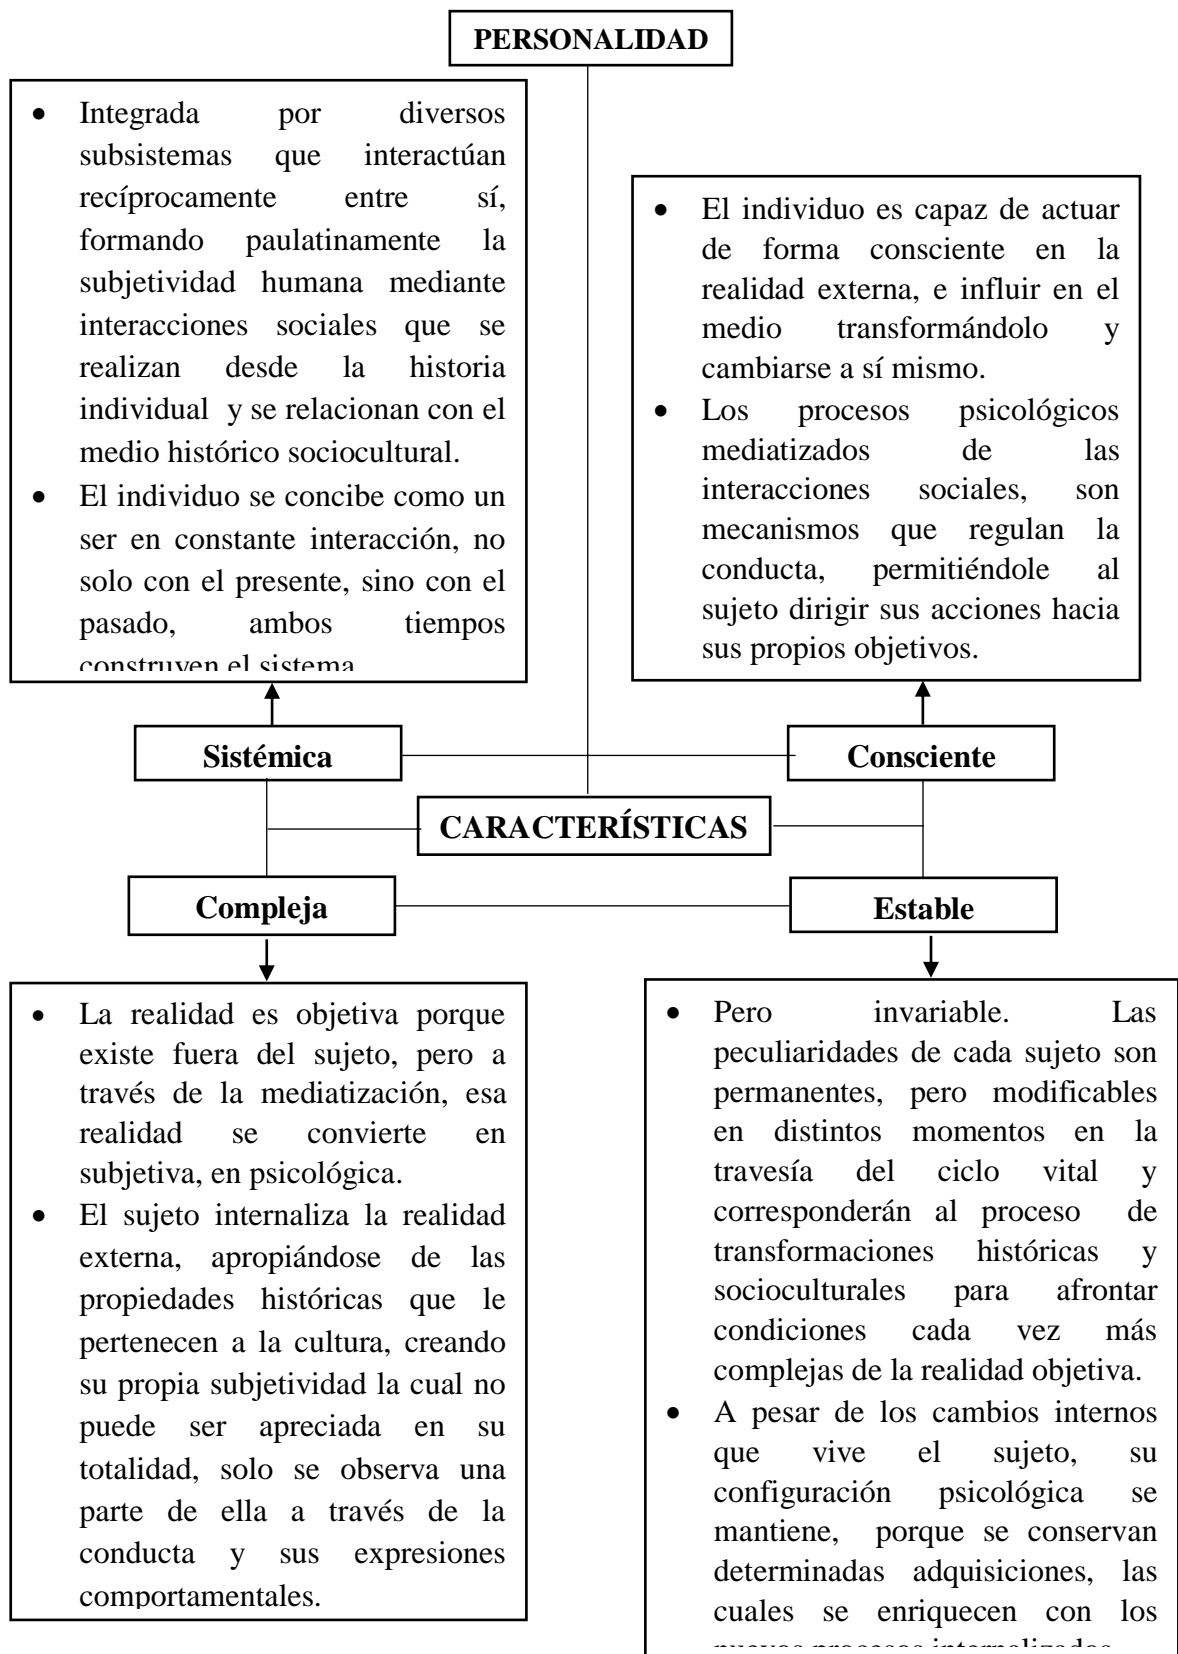 PERSONALIDAD
• Integrada por diversos
subsistemas que interactúan
recíprocamente entre sí,
formando paulatinamente la
subjetividad humana mediante
interacciones sociales que se
realizan desde la historia
individual y se relacionan con el
medio histórico sociocultural.
• El individuo se concibe como un
ser en constante interacción, no
solo con el presente, sino con el
pasado, ambos tiempos
construyen el sistema
• El individuo es capaz de actuar
de forma consciente en la
realidad externa, e influir en el
medio transformándolo y
cambiarse a sí mismo.
• Los procesos psicológicos
mediatizados de las
interacciones sociales, son
mecanismos que regulan la
conducta, permitiéndole al
sujeto dirigir sus acciones hacia
sus propios objetivos.
Sistémica
Consciente
CARACTERÍSTICAS
Compleja
Estable
• La realidad es objetiva porque
existe fuera del sujeto, pero a
través de la mediatización, esa
realidad se convierte en
subjetiva, en psicológica.
• El sujeto internaliza la realidad
externa, apropiándose de las
propiedades históricas que le
pertenecen a la cultura, creando
su propia subjetividad la cual no
puede ser apreciada en su
totalidad, solo se observa una
parte de ella a través de la
conducta y sus expresiones
comportamentales.
• Pero invariable. Las
peculiaridades de cada sujeto son
permanentes, pero modificables
en distintos momentos en la
travesía del ciclo vital y
corresponderán al proceso de
transformaciones históricas y
socioculturales para afrontar
condiciones cada vez más
complejas de la realidad objetiva.
• A pesar de los cambios internos
que vive el sujeto, su
configuración psicológica se
mantiene, porque se conservan
determinadas adquisiciones, las
cuales se enriquecen con los
nuevos procesos internalizados